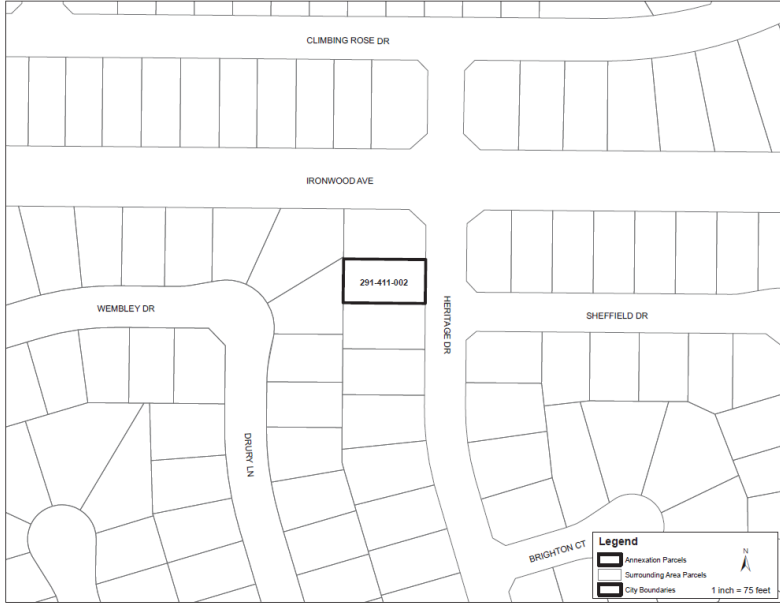 CLIMBING ROSE DR
IRONWOOD AVE
291-411-002
WEMBLEY DR
HERITAGE DR
SHEFFIELD DR
DRURY LN
BRIGHTON CT
Legend
Annexation Parcels
Surrounding Area Parcels
City Boundaries
N
1 inch = 75 feet